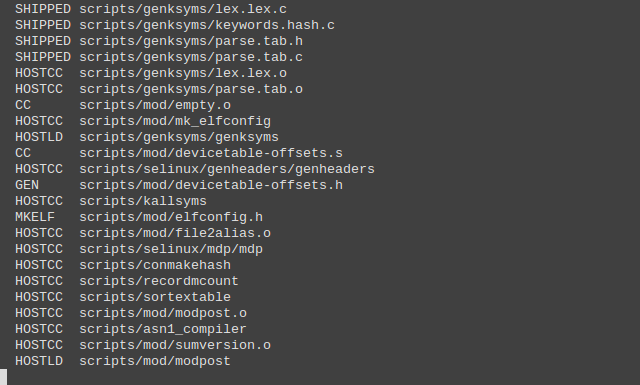 SHIPPED scripts/genksyms/lex.lex.c
SHIPPED scripts/genksyms/keywords.hash.c
SHIPPED scripts/genksyms/parse.tab.h
SHIPPED scripts/genksyms/parse.tab.c
HOSTCC  scripts/genksyms/lex.lex.o
HOSTCC  scripts/genksyms/parse.tab.o
CC      scripts/mod/empty.o
HOSTCC  scripts/mod/mk_elfconfig
HOSTLD  scripts/genksyms/genksyms
CC      scripts/mod/devicetable-offsets.s
HOSTCC  scripts/selinux/genheaders/genheaders
GEN     scripts/mod/devicetable-offsets.h
HOSTCC  scripts/kallsyms
MKELF   scripts/mod/elfconfig.h
HOSTCC  scripts/mod/file2alias.o
HOSTCC  scripts/selinux/mdp/mdp
HOSTCC  scripts/conmakehash
HOSTCC  scripts/recordmcount
HOSTCC  scripts/sortextable
HOSTCC  scripts/mod/modpost.o
HOSTCC  scripts/asn1_compiler
HOSTCC  scripts/mod/sumversion.o
HOSTLD  scripts/mod/modpost